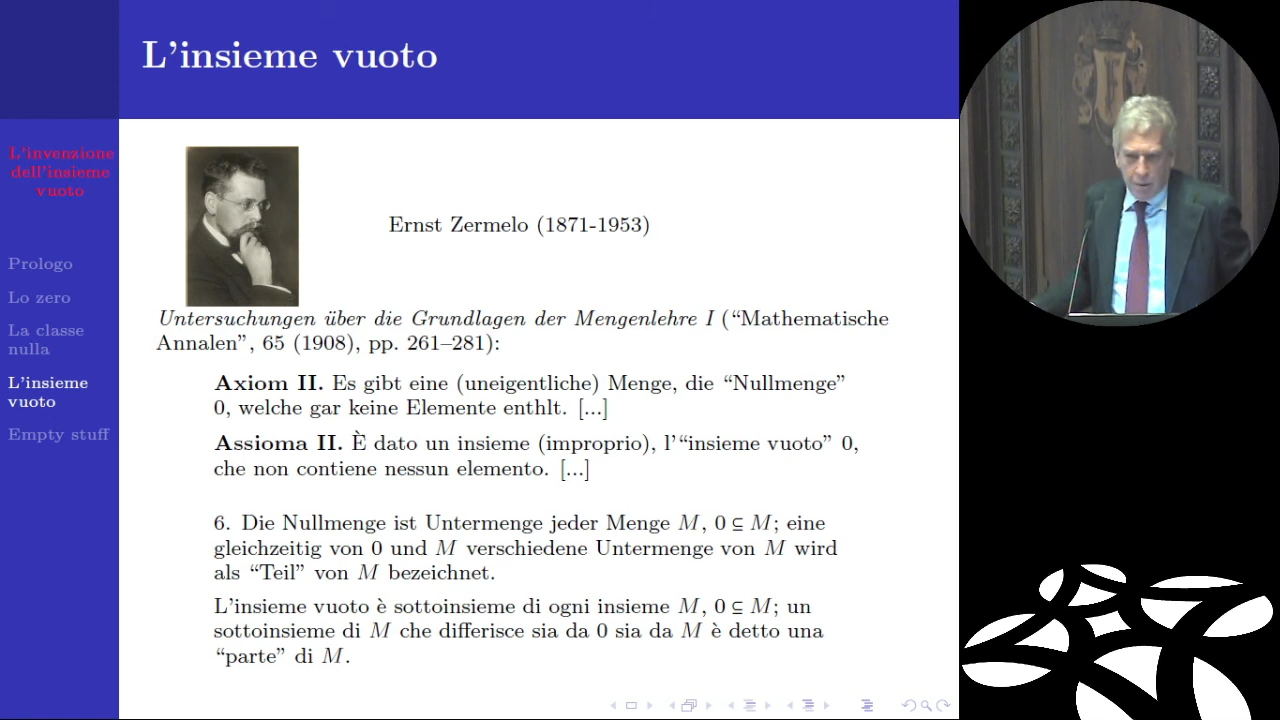 L'insieme vuoto
L'invenzione
dell'insieme
vuoto
Prologo
Lo zero
La classe
nulla
L'insieme
vuoto
Empty stuff
Ernst Zermelo (1871-1953)
Untersuchungen über die Grundlagen der Mengenlehre I (“Mathematische
Annalen”, 65 (1908), pp. 261–281):
Axiom II. Es gibt eine (uneigentliche) Menge, die “Nullmenge”
0, welche gar keine Elemente enthlt. [...]
Assioma II. È dato un insieme (improprio), l'“insieme vuoto” 0,
che non contiene nessun elemento. [...]
6. Die Nullmenge ist Untermenge jeder Menge M, 0 ⊆ M; eine
gleichzeitig von 0 und M verschiedene Untermenge von M wird
als “Teil” von M bezeichnet.
L'insieme vuoto è sottoinsieme di ogni insieme M, 0 ⊆ M; un
sottoinsieme di M che differisce sia da 0 sia da M è detto una
“parte” di M.